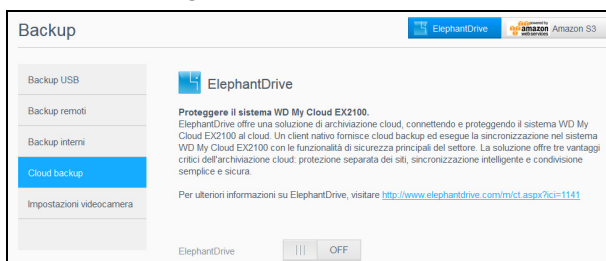 Backup
ElephantDrive
powered by
amazon
webservices
Amazon S3
Backup USB
Backup remoti
Backup interni
Cloud backup
Impostazioni videocamera
ElephantDrive
Proteggere il sistema WD My Cloud EX2100.
ElephantDrive offre una soluzione di archiviazione cloud, connettendo e proteggendo il sistema WD My
Cloud EX2100 al cloud. Un client nativo fornisce cloud backup ed esegue la sincronizzazione nel sistema
WD My Cloud EX2100 con le funzionalità di sicurezza principali del settore. La soluzione offre tre vantaggi
critici dell'archiviazione cloud: protezione separata dei siti, sincronizzazione intelligente e condivisione
semplice e sicura.
Per ulteriori informazioni su ElephantDrive, visitare http://www.elephantdrive.com/m/ct.aspx?ici=1141
ElephantDrive
OFF